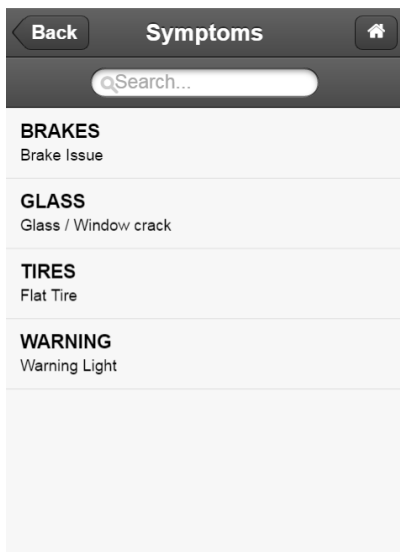 Back
Symptoms
Search...
BRAKES
Brake Issue
GLASS
Glass / Window crack
TIRES
Flat Tire
WARNING
Warning Light